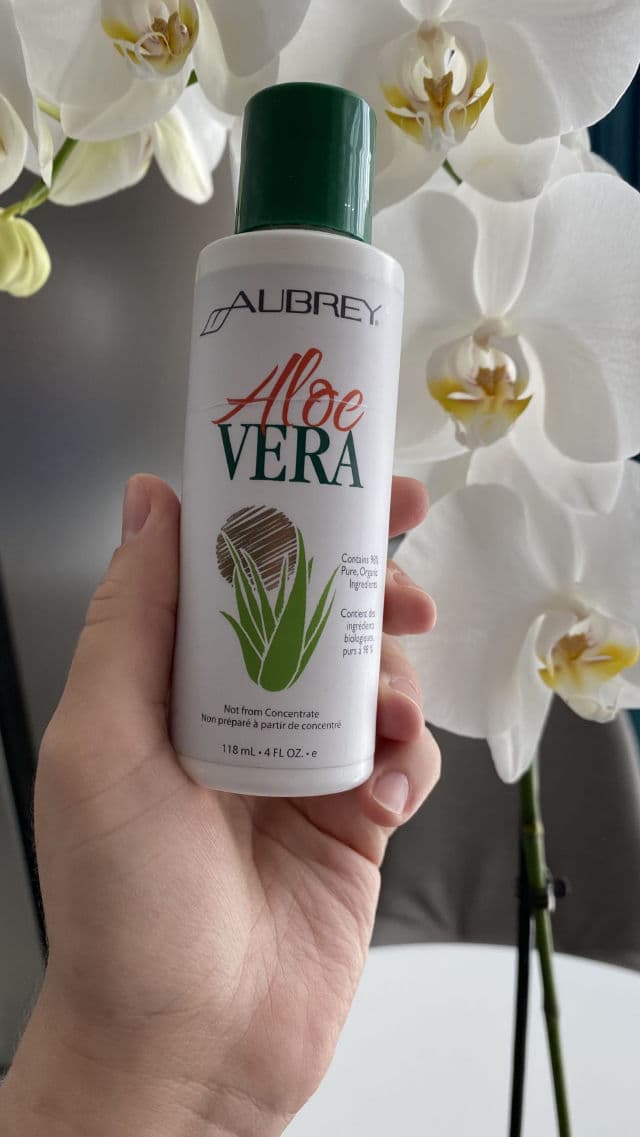 AUBREY®
Aloe
VERA
Contains 98%
Pure, Organic
Ingredients
Contient des
ingrédients
biologiques,
purs à 98 %
Not from Concentrate
Non préparé à partir de concentré
118 mL • 4 FL OZ. • e